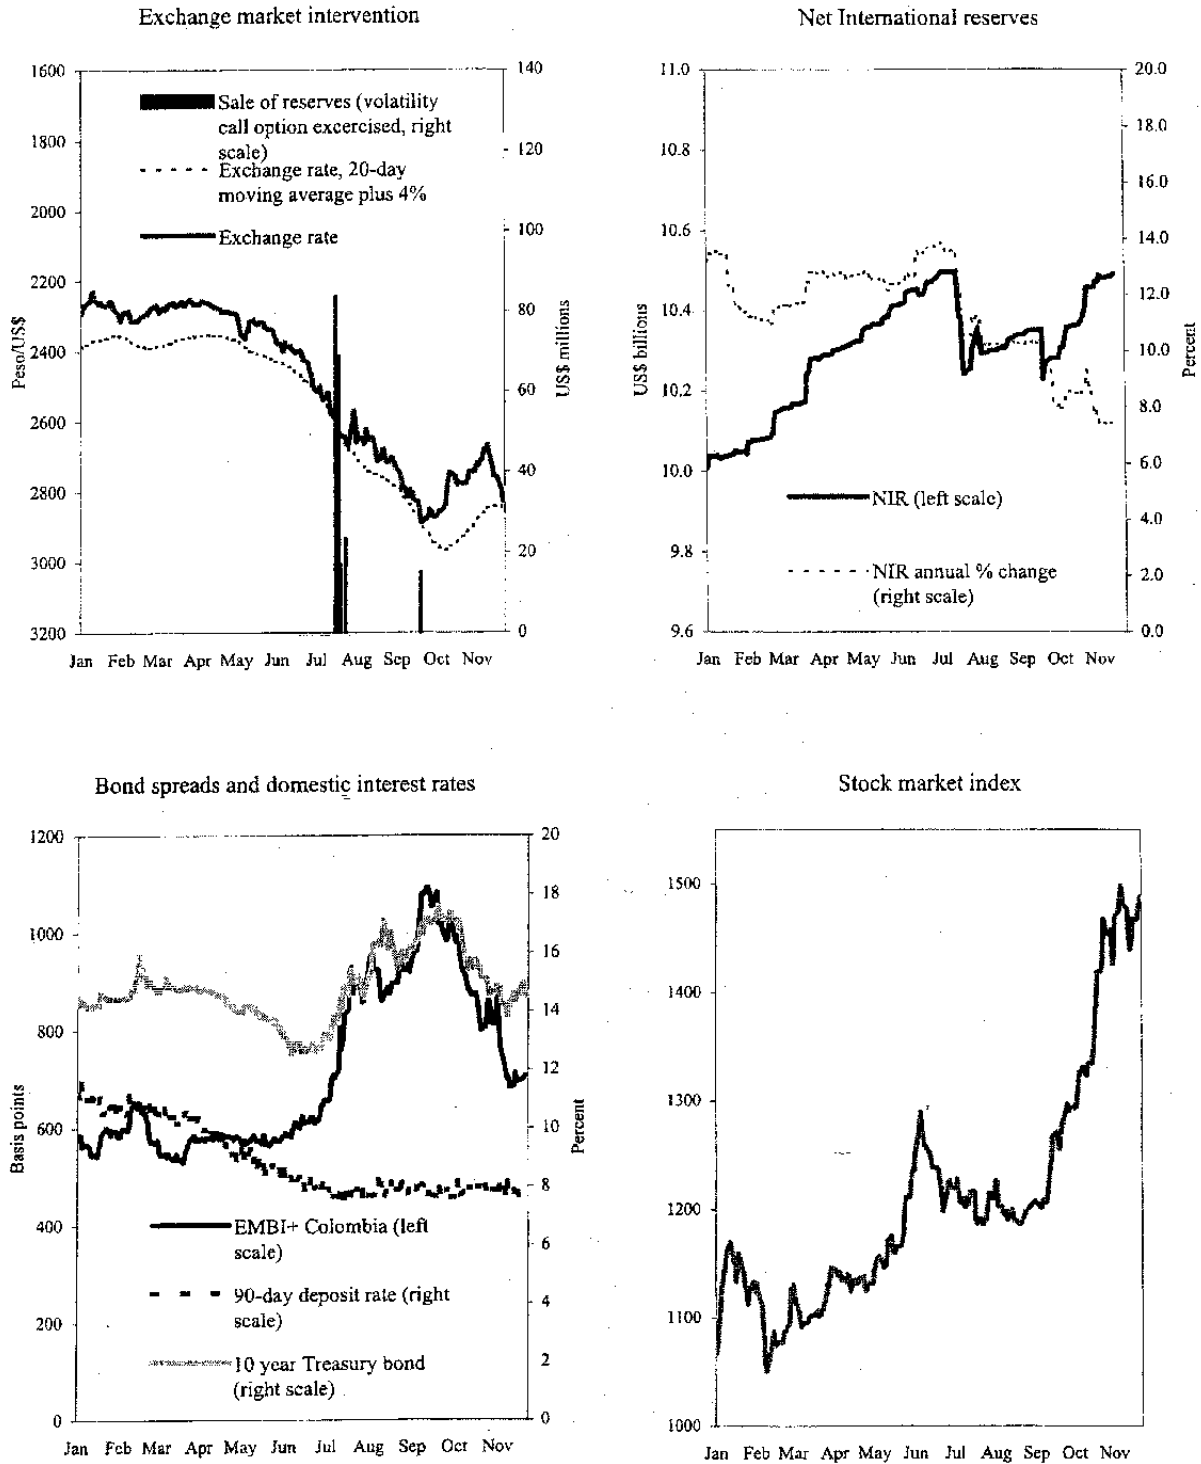 Exchange market intervention
1600
1800
2000
2200
2400
2600
2800
3000
3200
Peso/US$
140
120
100
80
60
40
20
0
US$ millions
Sale of reserves (volatility
call option excercised, right
scale)
Exchange rate, 20-day
moving average plus 4%
Exchange rate
Jan Feb Mar Apr May Jun Jul Aug Sep Oct Nov
Net International reserves
11.0
10.8
10.6
10.4
10.2
10.0
9.8
9.6
US$ billions
20.0
18.0
16.0
14.0
12.0
10.0
8.0
6.0
4.0
2.0
0.0
Percent
NIR (left scale)
NIR annual % change
(right scale)
Jan Feb Mar Apr May Jun Jul Aug Sep Oct Nov
Bond spreads and domestic interest rates
1200
1000
800
600
400
200
0
Basis points
20
18
16
14
12
10
8
6
4
2
0
Percent
EMBI+ Colombia (left
scale)
90-day deposit rate (right
scale)
10 year Treasury bond
(right scale)
Jan Feb Mar Apr May Jun Jul Aug Sep Oct Nov
Stock market index
1500
1400
1300
1200
1100
1000
Jan Feb Mar Apr May Jun Jul Aug Sep Oct Nov